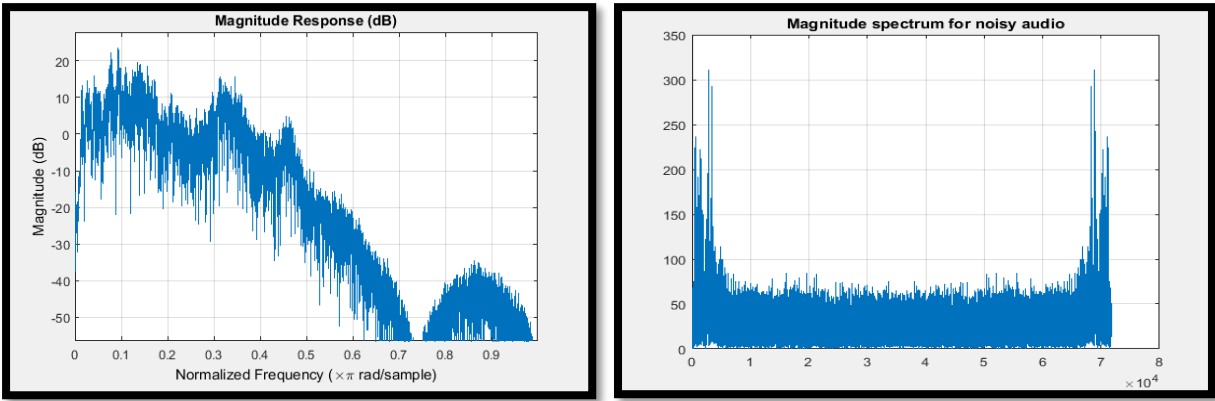 Magnitude Response (dB)
20
10
0
-10
-20
-30
-40
-50
Magnitude (dB)
0 0.1 0.2 0.3 0.4 0.5 0.6 0.7 0.8 0.9
Normalized Frequency (×π rad/sample)
Magnitude spectrum for noisy audio
350
300
250
200
150
100
50
0
0 1 2 3 4 5 6 7 8
×10⁴